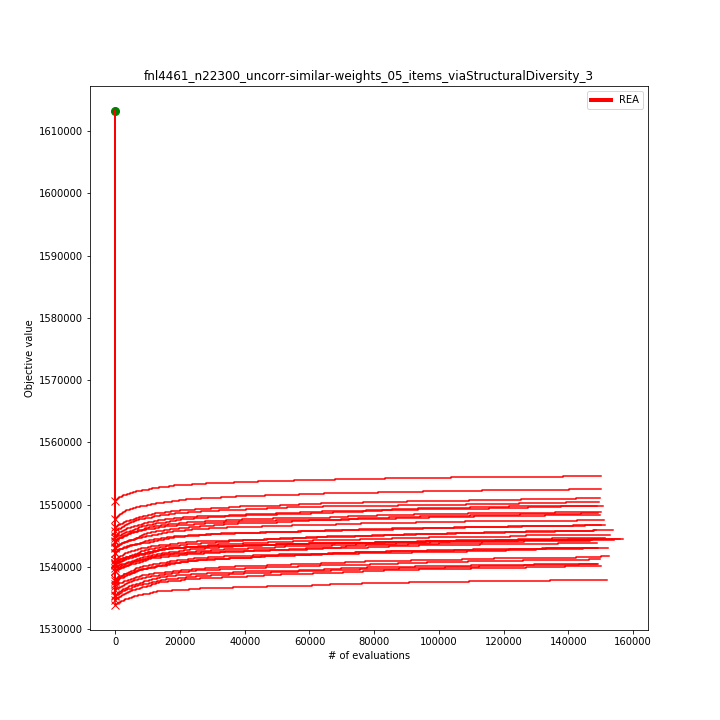 fnl4461_n22300_uncorr-similar-weights_05_items_viaStructuralDiversity_3
REA
1610000
1600000
1590000
1580000
1570000
1560000
1550000
1540000
1530000
Objective value
0 20000 40000 60000 80000 100000 120000 140000 160000
# of evaluations